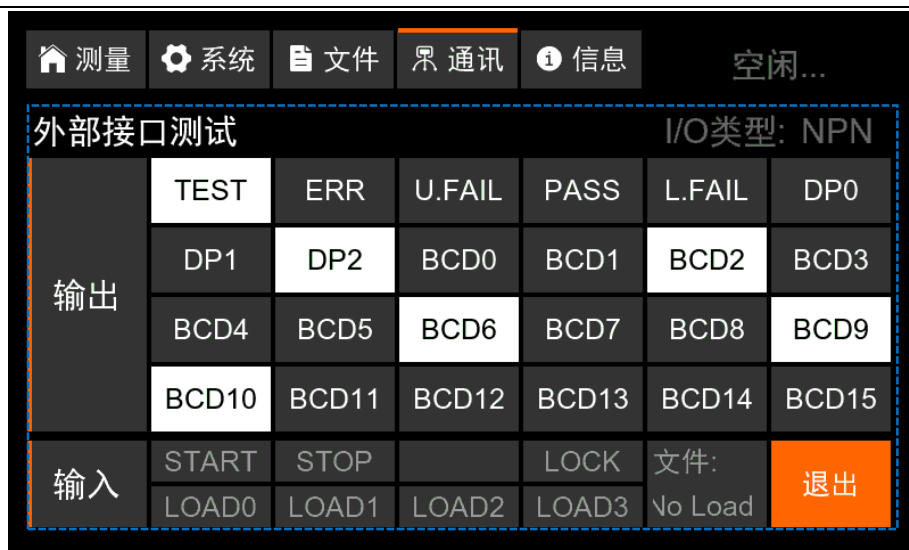 测量 系统 文件 通讯 信息 空闲...
外部接口测试 I/O类型: NPN
TEST ERR U.FAIL PASS L.FAIL DP0
DP1 DP2 BCD0 BCD1 BCD2 BCD3
输出
BCD4 BCD5 BCD6 BCD7 BCD8 BCD9
BCD10 BCD11 BCD12 BCD13 BCD14 BCD15
输入 START STOP LOCK 文件: 退出
LOAD0 LOAD1 LOAD2 LOAD3 No Load